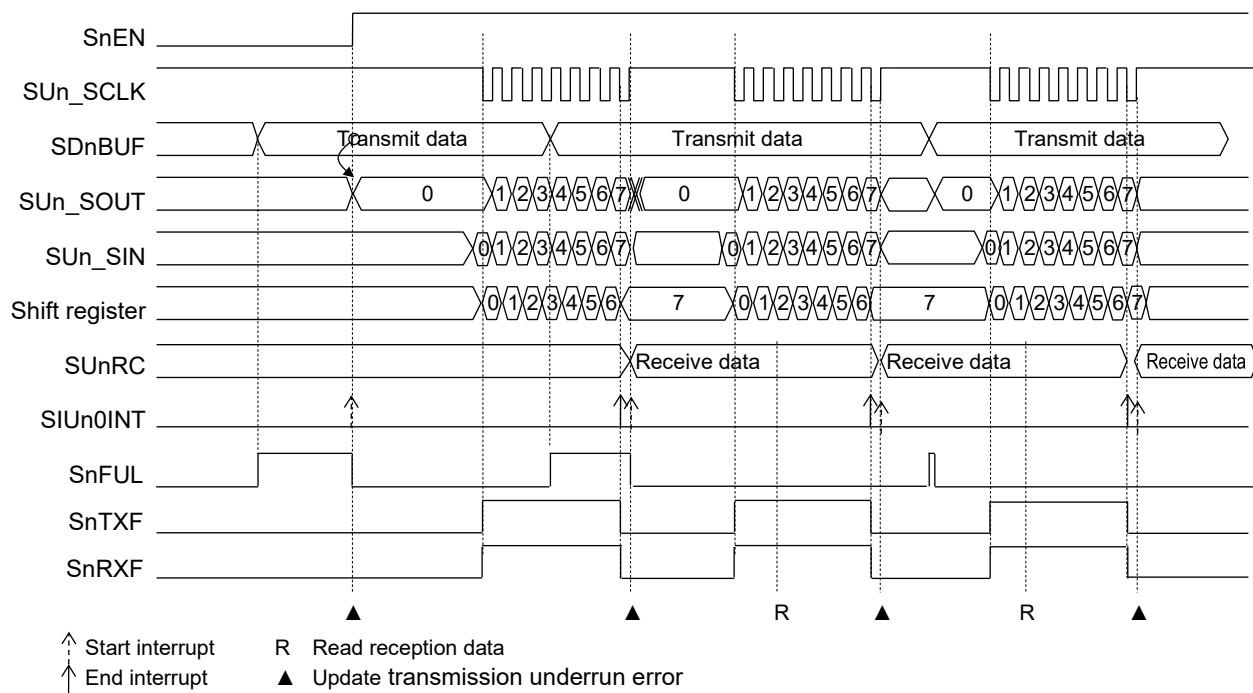 SnEN
SUn_SCLK
SDnBUF Transmit data Transmit data Transmit data
SUn_SOUT 0 1 2 3 4 5 6 7 0 1 2 3 4 5 6 7 0 1 2 3 4 5 6 7
SUn_SIN 0 1 2 3 4 5 6 7 0 1 2 3 4 5 6 7 0 1 2 3 4 5 6 7
Shift register 0 1 2 3 4 5 6 7 0 1 2 3 4 5 6 7 0 1 2 3 4 5 6 7
SUnRC Receive data Receive data Receive data
SIUn0INT
SnFUL
SnTXF
SnRXF
▲ ▲ R ▲ R ▲
Start interrupt R Read reception data
End interrupt ▲ Update transmission underrun error